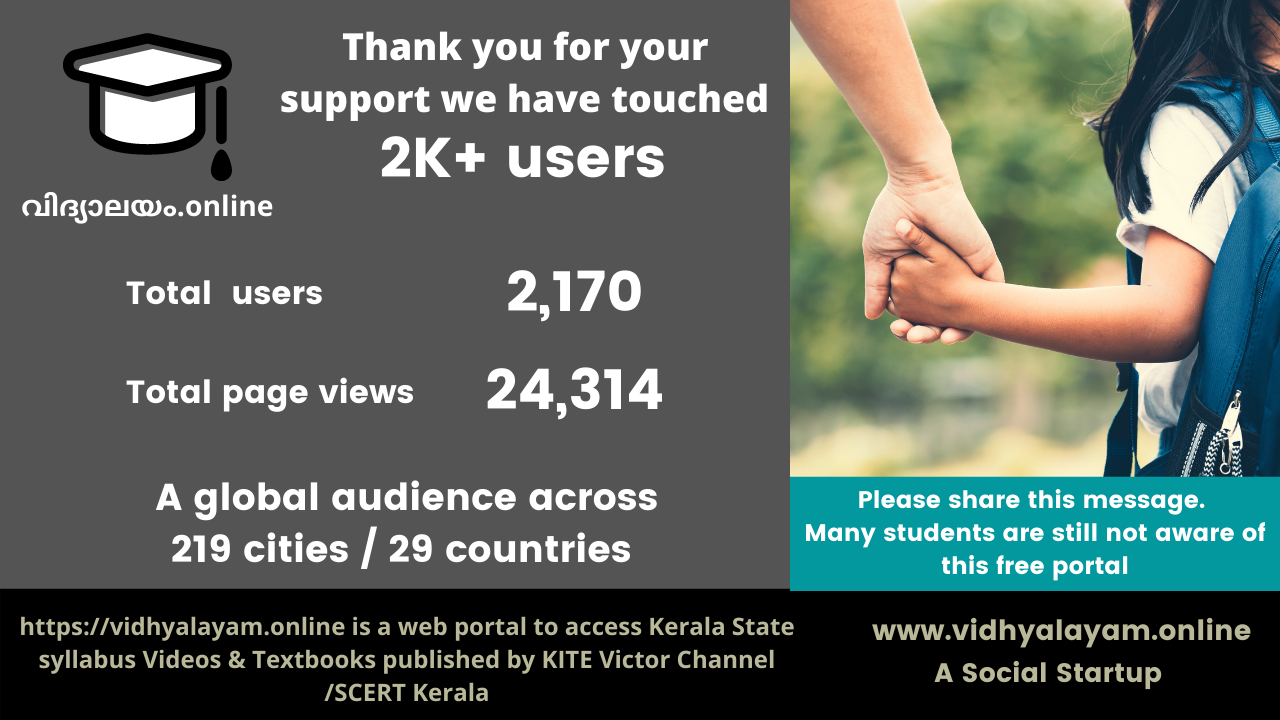 Thank you for your
support we have touched
2K+ users
വിദ്യാലയം.online
Total users 2,170
Total page views 24,314
A global audience across
219 cities / 29 countries
Please share this message.
Many students are still not aware of
this free portal
https://vidhyalayam.online is a web portal to access Kerala State
syllabus Videos & Textbooks published by KITE Victor Channel
/SCERT Kerala
www.vidhyalayam.online
A Social Startup